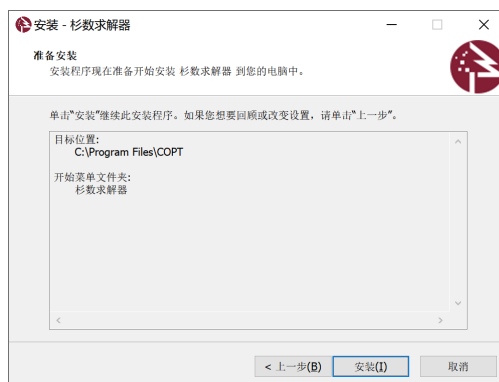 安装 - 杉数求解器
准备安装
安装程序现在准备开始安装 杉数求解器 到您的电脑中。
单击“安装”继续此安装程序。如果您想要回顾或改变设置，请单击“上一步”。
目标位置:
C:\Program Files\COPT
开始菜单文件夹:
杉数求解器
< 上一步(B)
安装(I)
取消